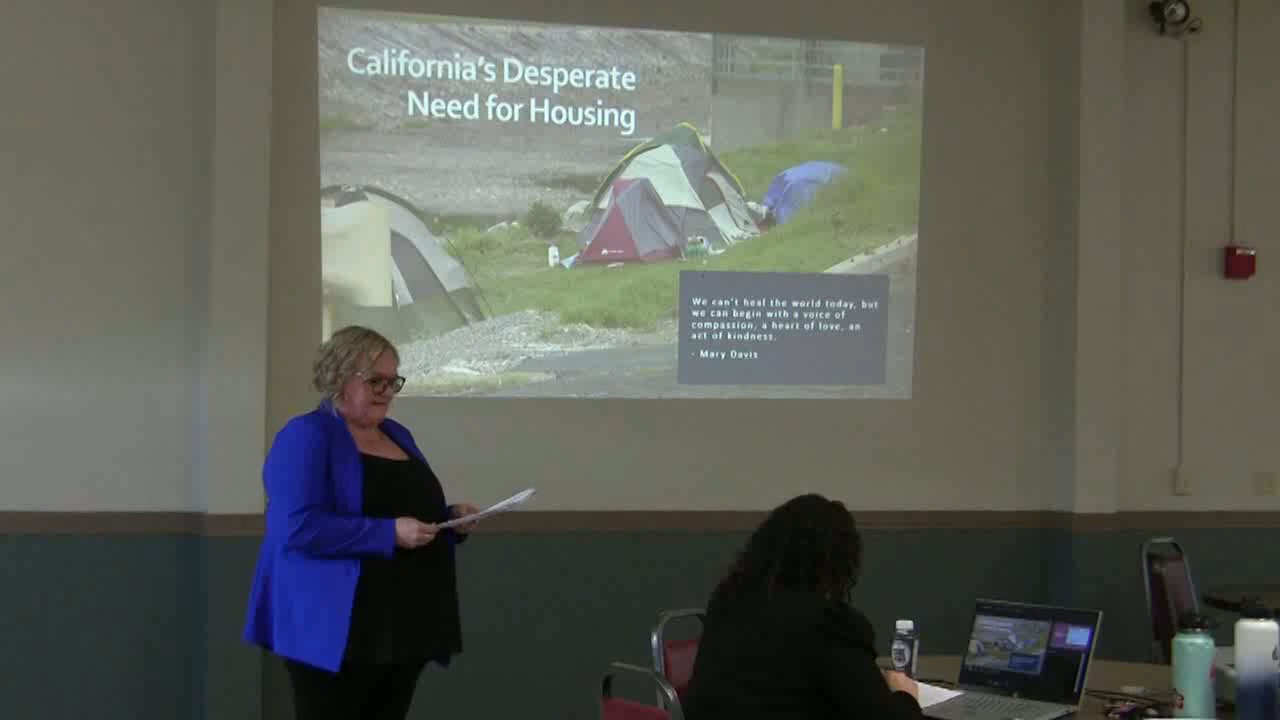 California's Desperate
Need for Housing
We can't heal the world today, but
we can begin with a voice of
compassion, a heart of love, an
act of kindness.
- Mary Davis